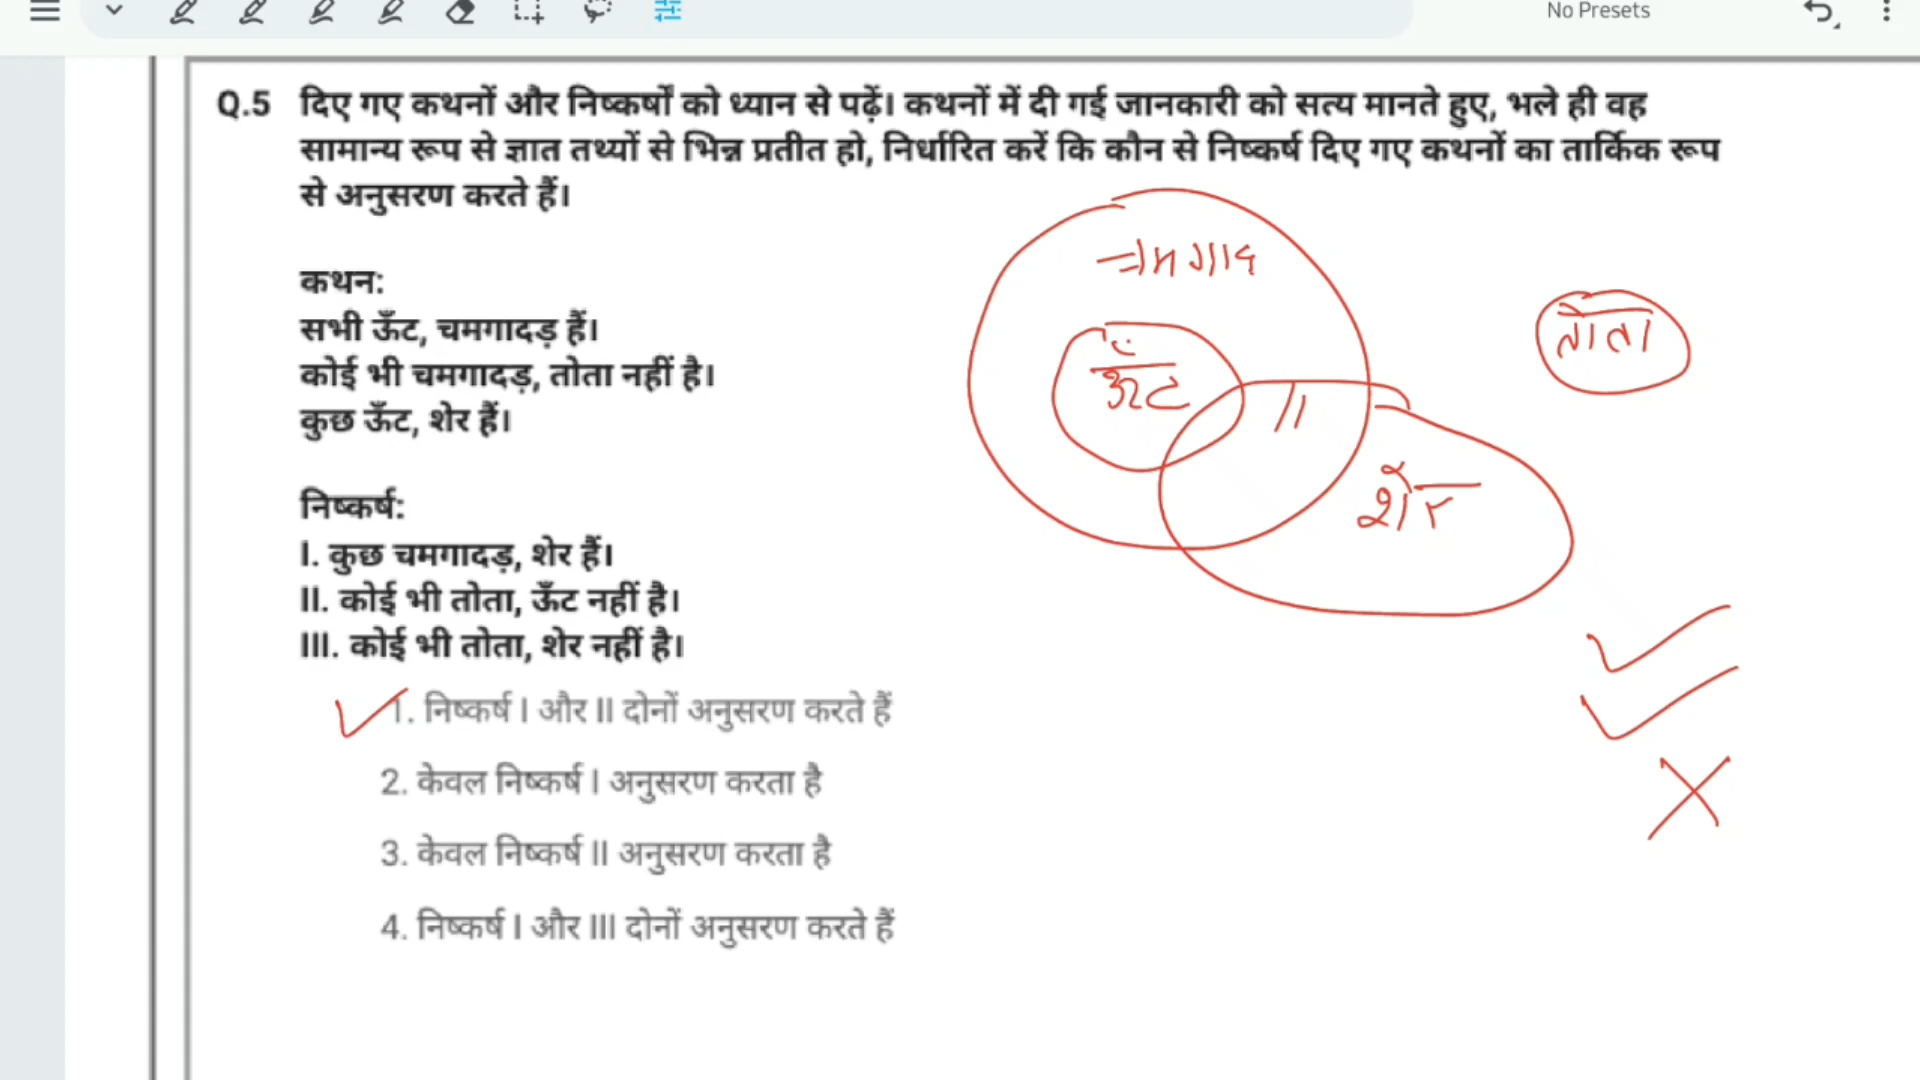 No Presets
Q.5 दिए गए कथनों और निष्कर्षों को ध्यान से पढ़ें। कथनों में दी गई जानकारी को सत्य मानते हुए, भले ही वह
सामान्य रूप से ज्ञात तथ्यों से भिन्न प्रतीत हो, निर्धारित करें कि कौन से निष्कर्ष दिए गए कथनों का तार्किक रूप
से अनुसरण करते हैं।
कथन:
सभी ऊँट, चमगादड़ हैं।
कोई भी चमगादड़, तोता नहीं है।
कुछ ऊँट, शेर हैं।
निष्कर्ष:
I. कुछ चमगादड़, शेर हैं।
II. कोई भी तोता, ऊँट नहीं है।
III. कोई भी तोता, शेर नहीं है।
1. निष्कर्ष I और II दोनों अनुसरण करते हैं
2. केवल निष्कर्ष I अनुसरण करता है
3. केवल निष्कर्ष II अनुसरण करता है
4. निष्कर्ष I और III दोनों अनुसरण करते हैं
तोता
ऊँट
शेर